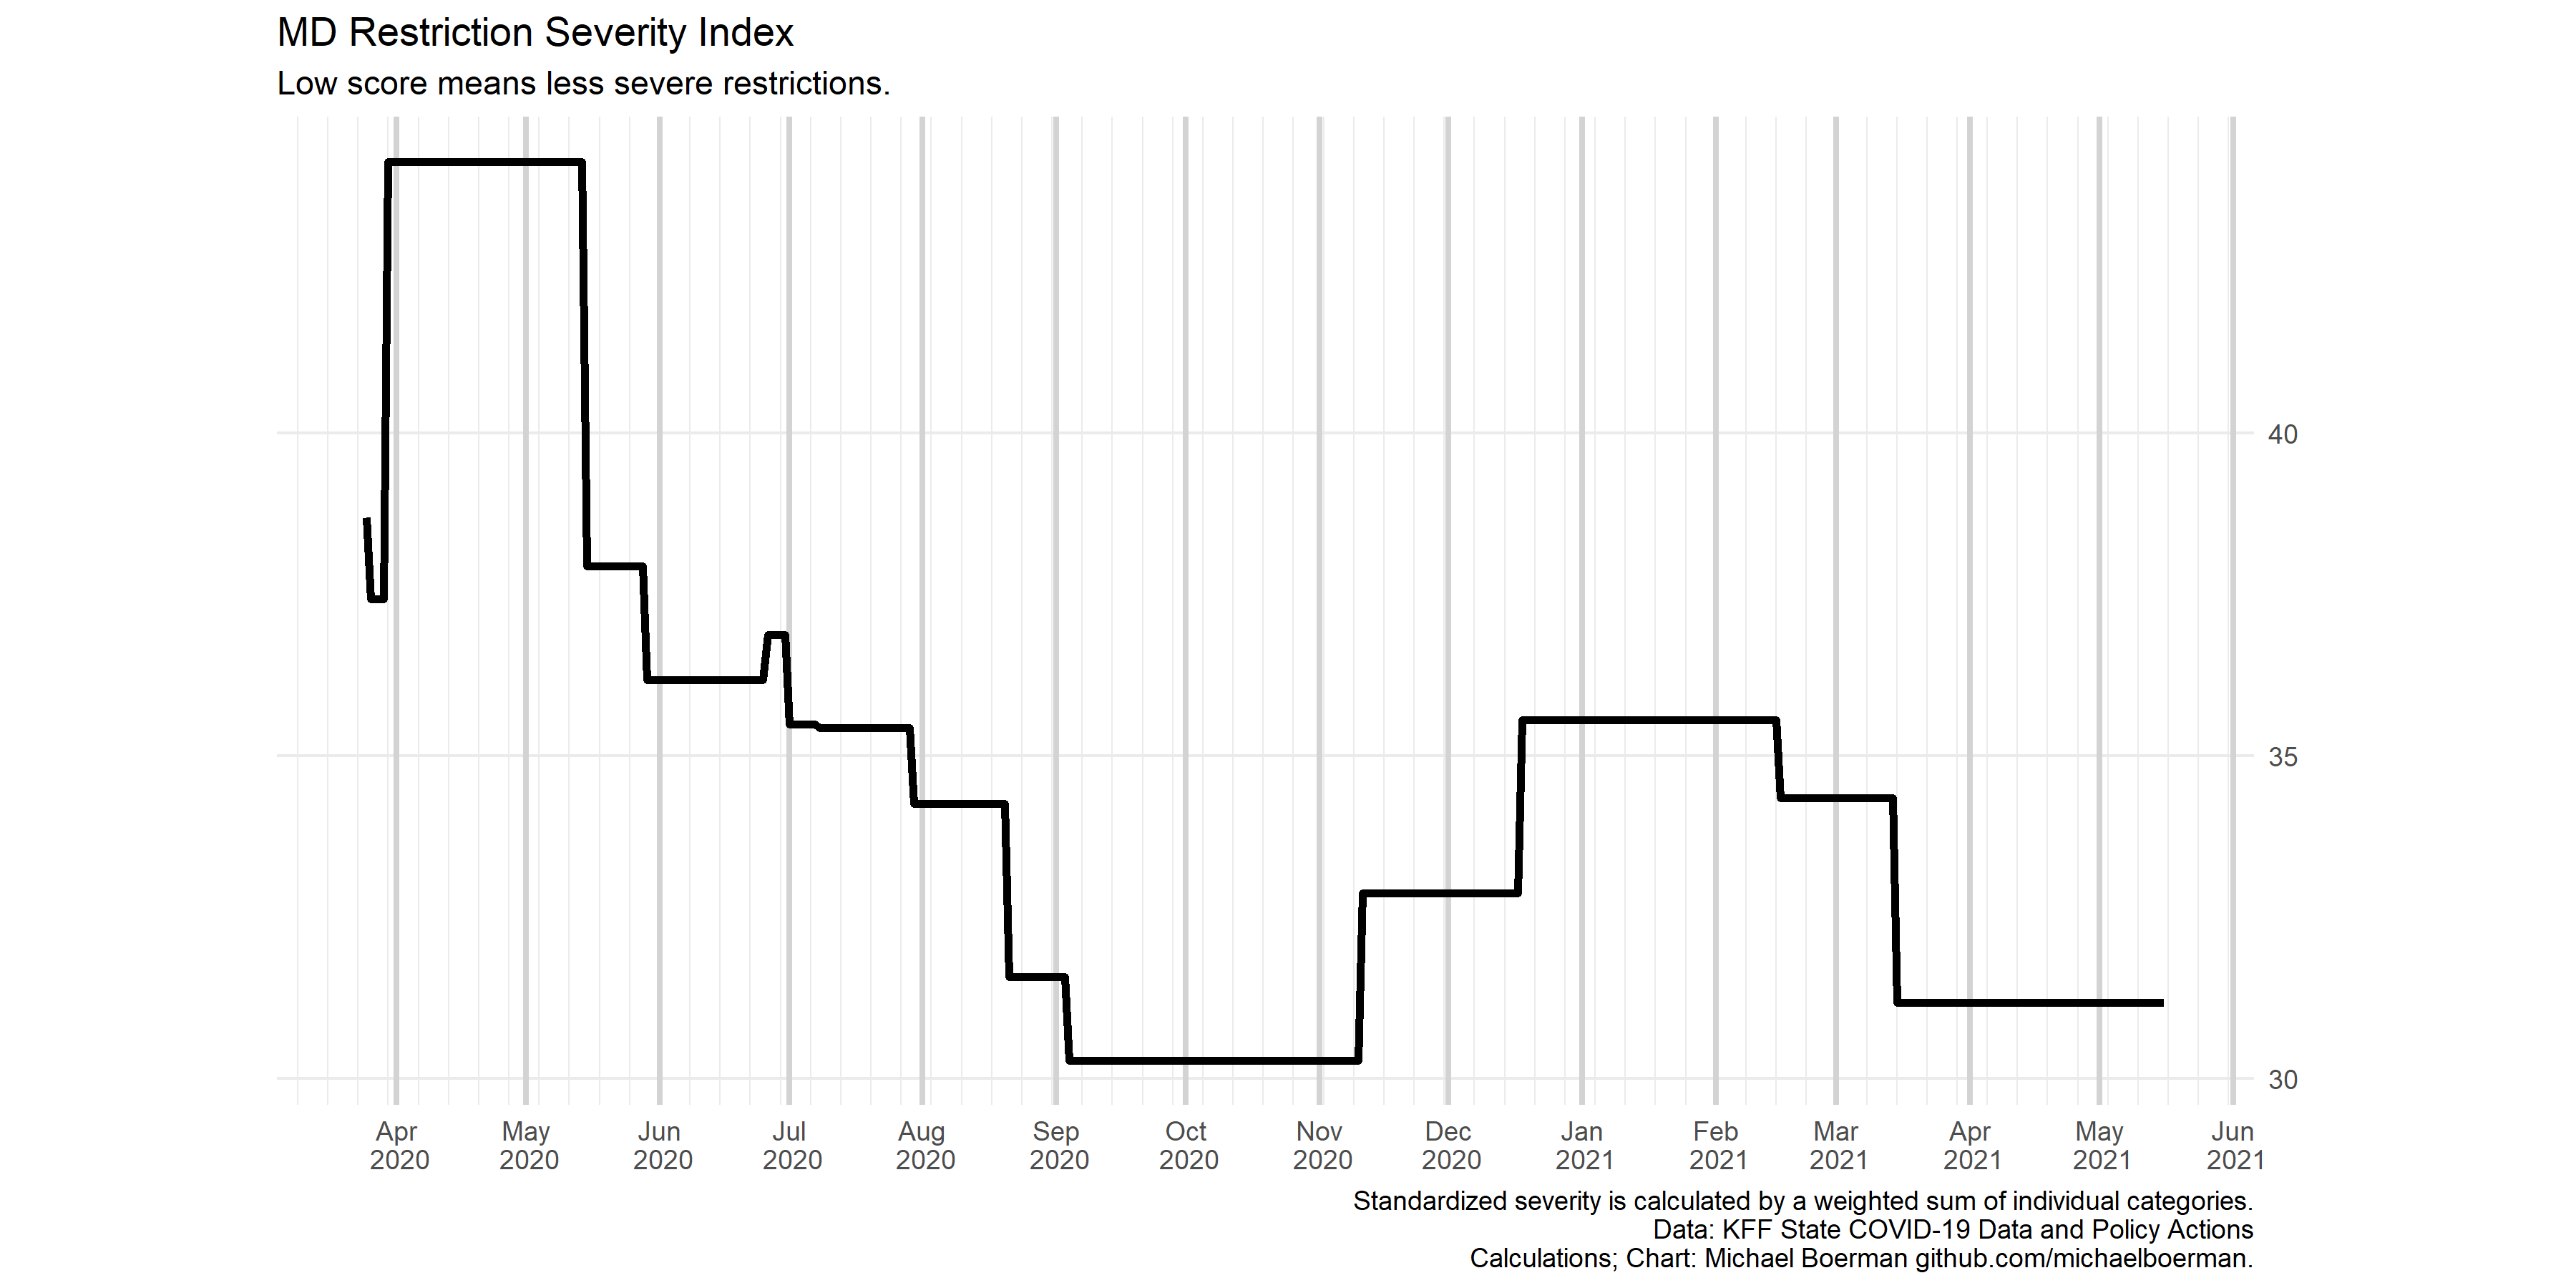 MD Restriction Severity Index
Low score means less severe restrictions.
40
35
30
Apr May Jun Jul Aug Sep Oct Nov Dec Jan Feb Mar Apr May Jun
2020 2020 2020 2020 2020 2020 2020 2020 2020 2021 2021 2021 2021 2021 2021
Standardized severity is calculated by a weighted sum of individual categories.
Data: KFF State COVID-19 Data and Policy Actions
Calculations; Chart: Michael Boerman github.com/michaelboerman.